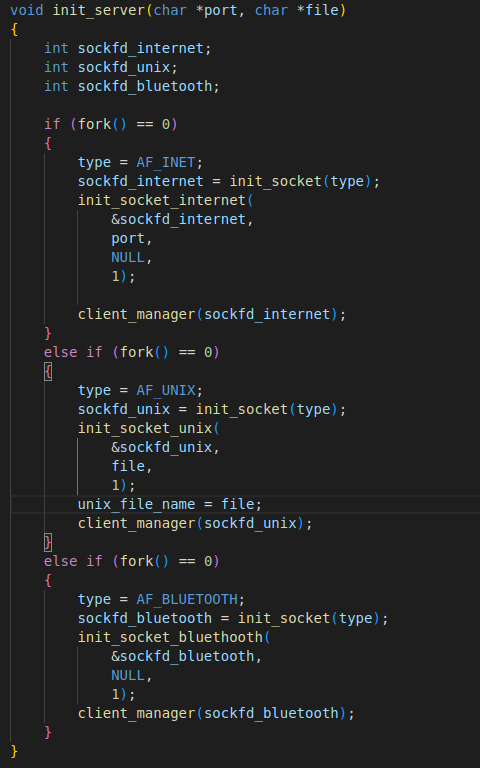 void init_server(char *port, char *file)
{
    int sockfd_internet;
    int sockfd_unix;
    int sockfd_bluetooth;

    if (fork() == 0)
    {
        type = AF_INET;
        sockfd_internet = init_socket(type);
        init_socket_internet(
            &sockfd_internet,
            port,
            NULL,
            1);

        client_manager(sockfd_internet);
    }
    else if (fork() == 0)
    {
        type = AF_UNIX;
        sockfd_unix = init_socket(type);
        init_socket_unix(
            &sockfd_unix,
            file,
            1);
        unix_file_name = file;
        client_manager(sockfd_unix);
    }
    else if (fork() == 0)
    {
        type = AF_BLUETOOTH;
        sockfd_bluetooth = init_socket(type);
        init_socket_bluethooth(
            &sockfd_bluetooth,
            NULL,
            1);
        client_manager(sockfd_bluetooth);
    }
}